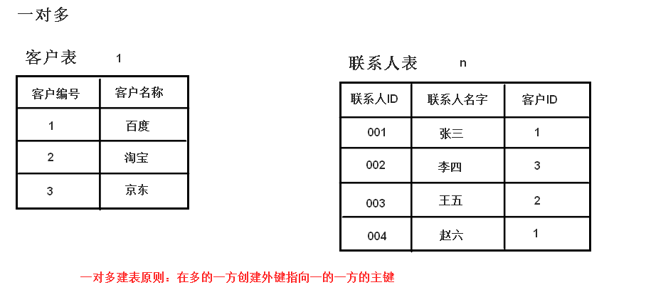 一对多
客户表 1
客户编号 客户名称
1 百度
2 淘宝
3 京东
联系人表 n
联系人ID 联系人名字 客户ID
001 张三 1
002 李四 3
003 王五 2
004 赵六 1
一对多建表原则：在多的一方创建外键指向一的一方的主键